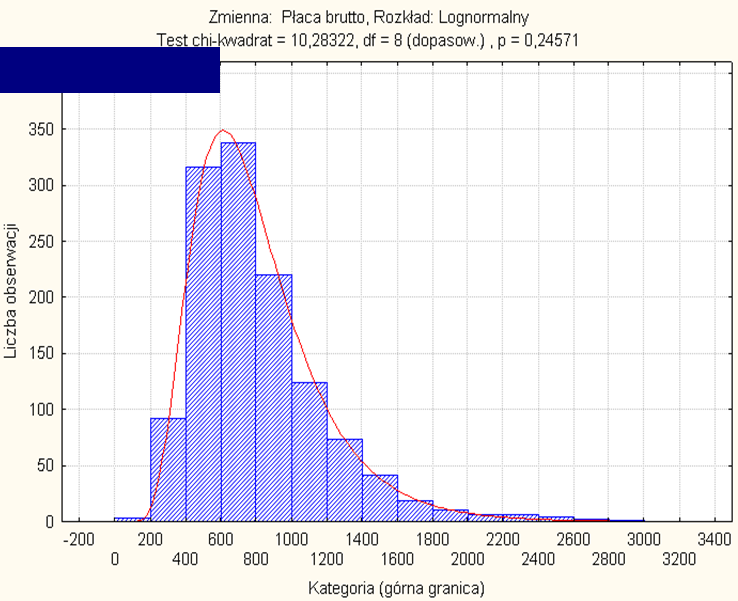 Zmienna: Płaca brutto, Rozkład: Lognormalny
Test chi-kwadrat = 10,28322, df = 8 (dopasow.) , p = 0,24571
Liczba obserwacji
350
300
250
200
150
100
50
0
-200 200 600 1000 1400 1800 2200 2600 3000 3400
0 400 800 1200 1600 2000 2400 2800 3200
Kategoria (górna granica)